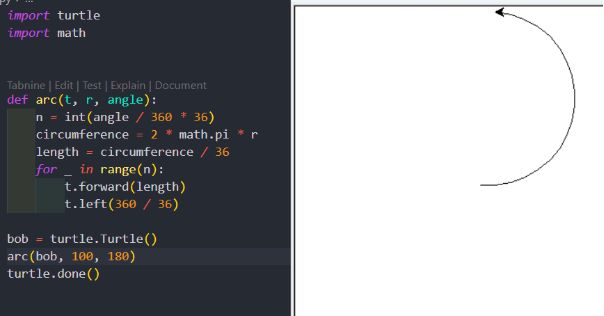 import turtle
import math
Tabnine | Edit | Test | Explain | Document
def arc(t, r, angle):
    n = int(angle / 360 * 36)
    circumference = 2 * math.pi * r
    length = circumference / 36
    for _ in range(n):
        t.forward(length)
        t.left(360 / 36)
bob = turtle.Turtle()
arc(bob, 100, 180)
turtle.done()